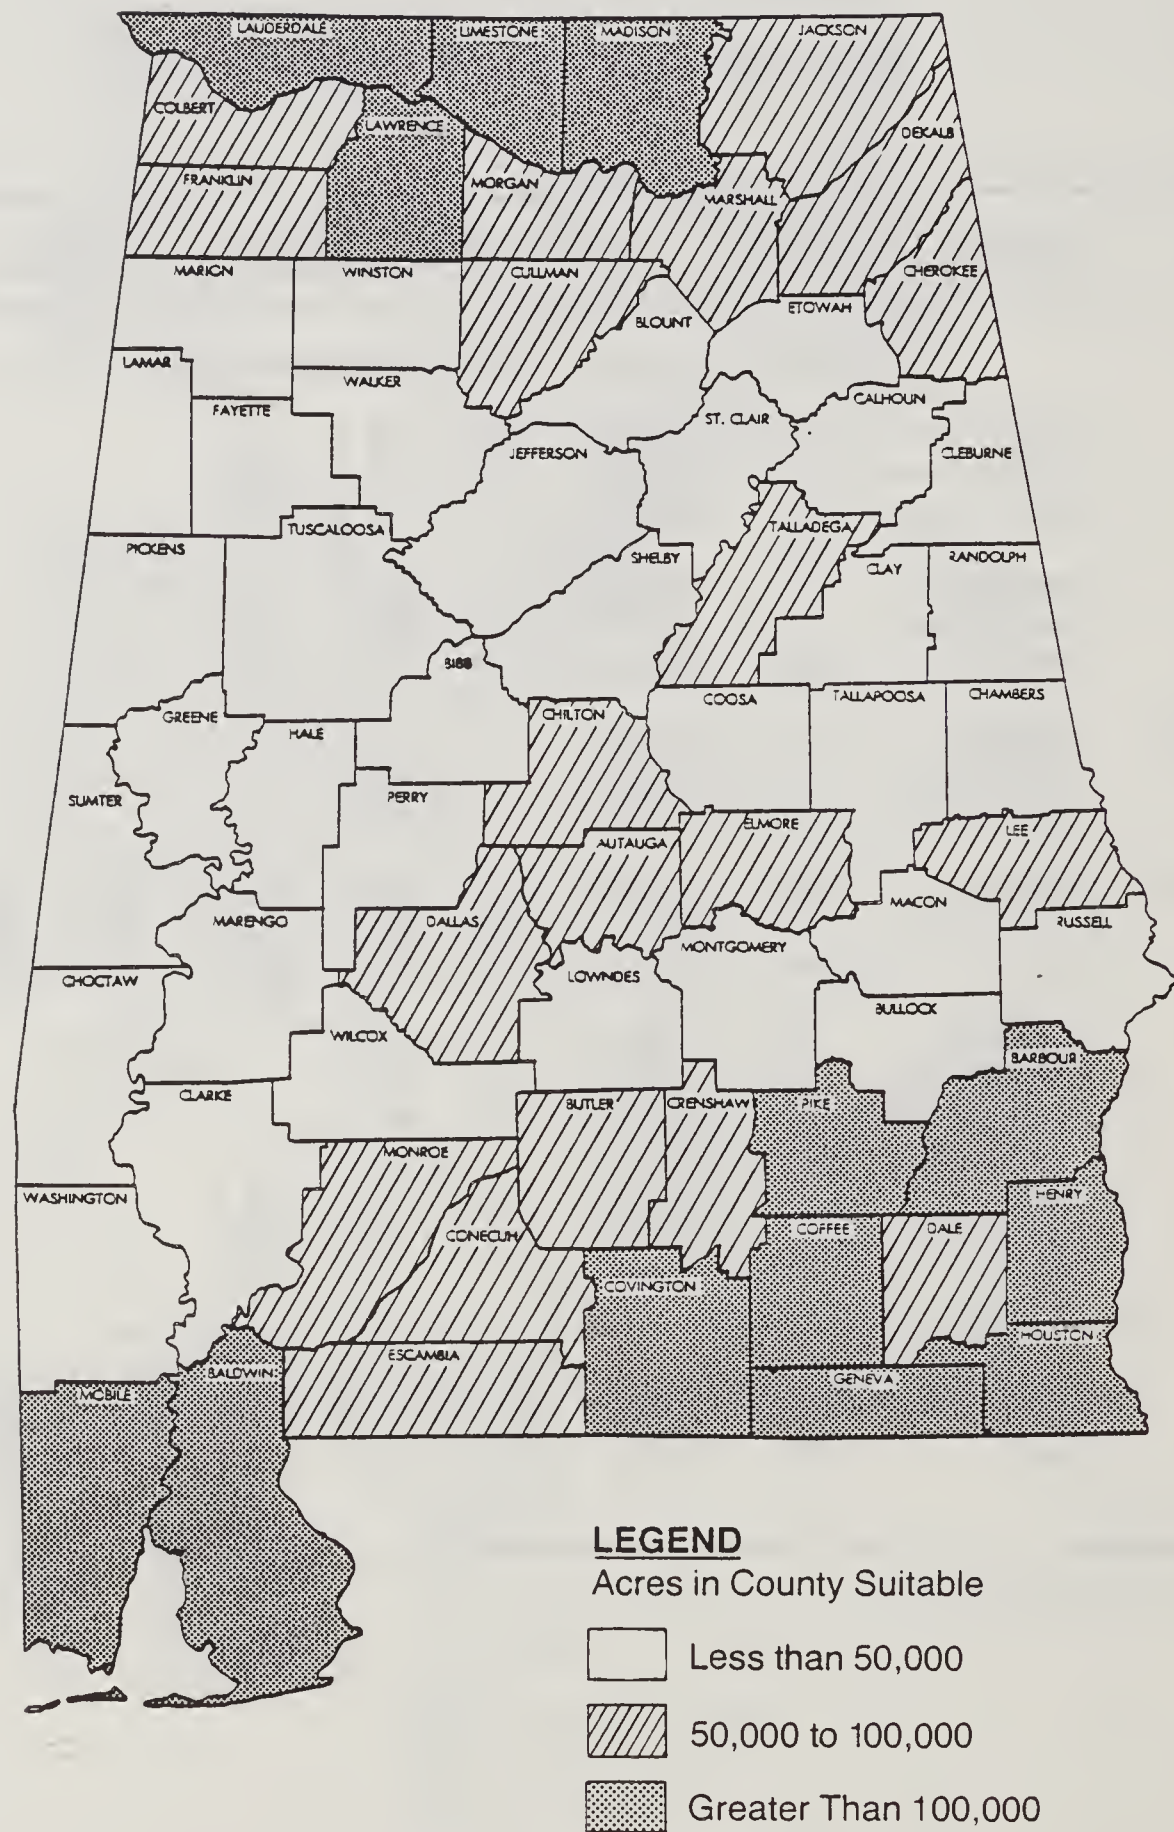 LAUDERDALE
LIMESTONE
MADISON
JACKSON
COLBERT
LAWRENCE
DEKALB
FRANKLIN
MORGAN
MARSHALL
MARION
WINSTON
CULLMAN
CHEROKEE
BLOUNT
ETOWAH
LAMAR
WALKER
FAYETTE
CALHOUN
ST. CLAIR
JEFFERSON
CLEBURNE
TUSCALOOSA
TALLADEGA
PICKENS
SHELBY
CLAY
RANDOLPH
BIBB
COOSA
TALLAPOOSA
CHAMBERS
GREENE
CHILTON
HALE
SUMTER
PERRY
ELMORE
LEE
AUTAUGA
MACON
MARENGO
DALLAS
RUSSELL
MONTGOMERY
CHOCTAW
LOWNDES
BULLOCK
WILCOX
BARBOUR
CLARKE
BUTLER
CRENSHAW
PIKE
MONROE
WASHINGTON
HENRY
CONECUH
COFFEE
DALE
COVINGTON
HOUSTON
ESCAMBIA
BALDWIN
GENEVA
MOBILE
LEGEND
Acres in County Suitable
Less than 50,000
50,000 to 100,000
Greater Than 100,000